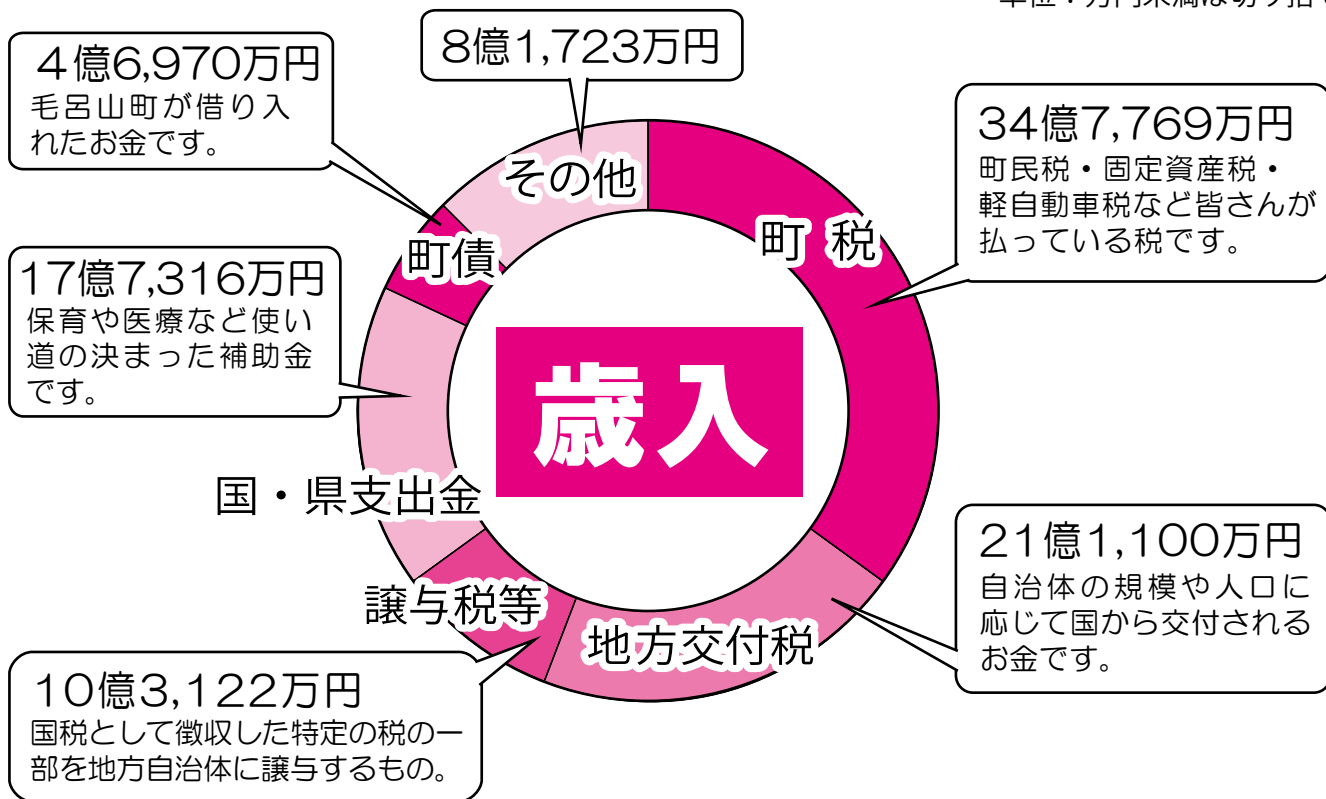 8億1,723万円
4億6,970万円
毛呂山町が借り入
れたお金です。
34億7,769万円
町民税・固定資産税・
軽自動車税など皆さんが
払っている税です。
その他
町税
町債
17億7,316万円
保育や医療など使い
道の決まった補助金
です。
歳入
国・県支出金
21億1,100万円
自治体の規模や人口に
応じて国から交付される
お金です。
譲与税等
地方交付税
10億3,122万円
国税として徴収した特定の税の一
部を地方自治体に譲与するもの。